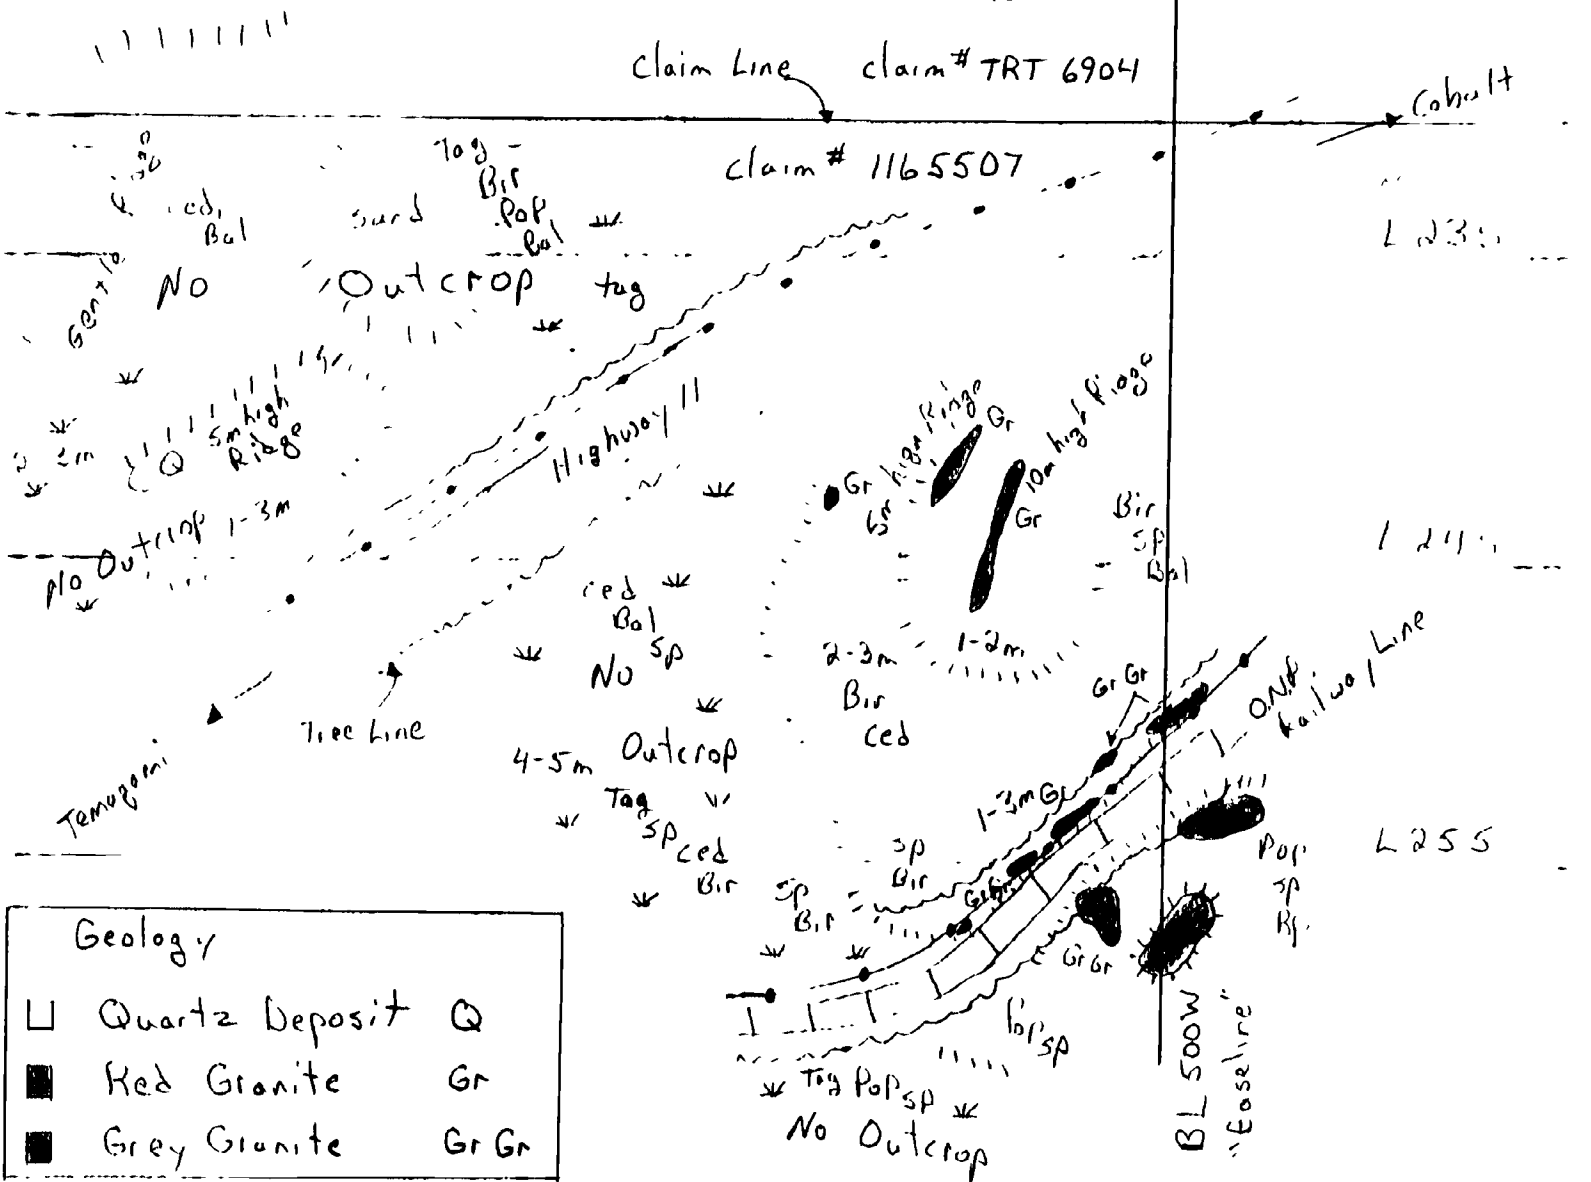 Claim Line
Claim # TRT 6904
Cobalt
Claim # 1165507
Tag
Bir
Pop
Bal
ced.
Bal
Sand
No Outcrop tag
Gentle
5m high
Ridge
Q
No Outcrop 1-3m
Highway 11
6m high Ridge
Gr
10m high Ridge
Gr
Gr
Bir
Sp
Bal
ced
Bal
Sp
No
Outcrop
4-5m
Tag
Sp
ced
Bir
2-3m
Bir
Ced
1-2m
Tree Line
Temagami
Gr Gr
O.N.R.
Railway Line
1-3m Gr
Sp
Bir
Sp
Bir
Gr Gr
Pop
Sp
L 255
Gr Gr
Pop Sp
Tag Pop Sp
No Outcrop
BL 500W
"Baseline"
Geology
Quartz Deposit Q
Red Granite Gr
Grey Granite Gr Gr